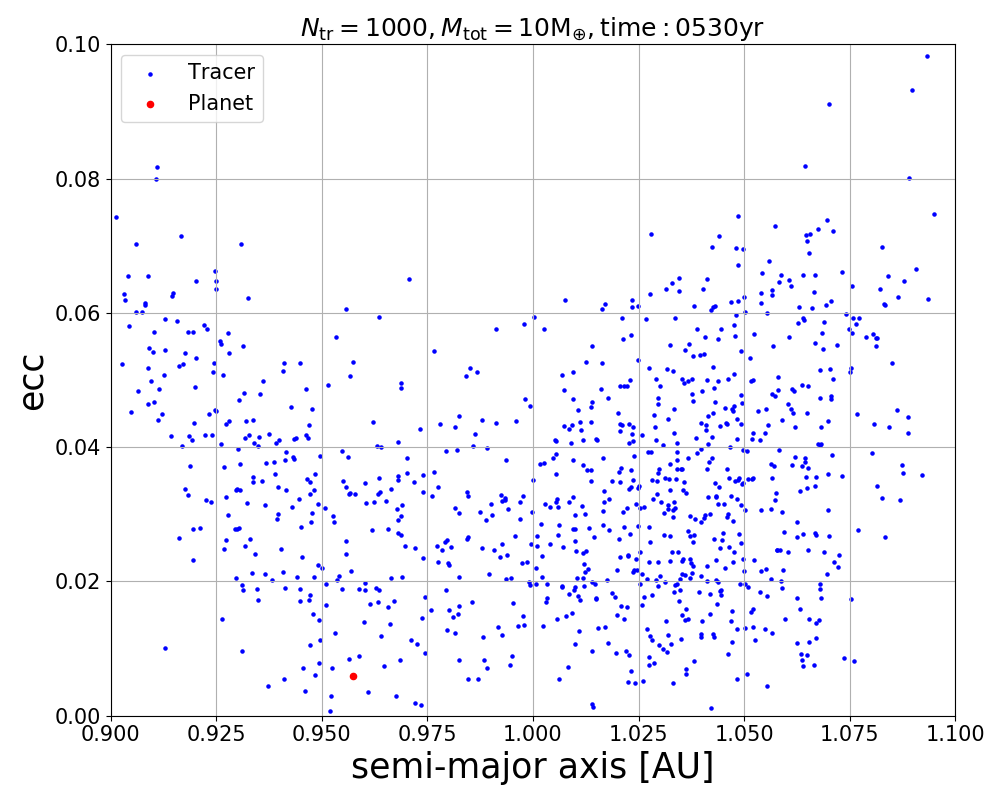 N_tr = 1000, M_tot = 10M_⊕, time : 0530yr
Tracer
Planet
ecc
0.10
0.08
0.06
0.04
0.02
0.00
0.900 0.925 0.950 0.975 1.000 1.025 1.050 1.075 1.100
semi-major axis [AU]